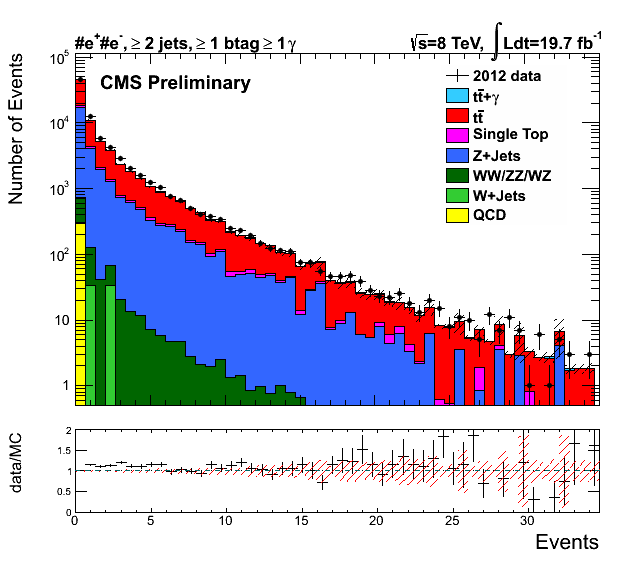 #e⁺#e⁻, ≥ 2 jets, ≥ 1 btag ≥ 1 γ
√s=8 TeV, ∫Ldt=19.7 fb⁻¹
CMS Preliminary
2012 data
tt̄+γ
tt̄
Single Top
Z+Jets
WW/ZZ/WZ
W+Jets
QCD
Number of Events
10⁵
10⁴
10³
10²
10
1
data/MC
2
1.5
1
0.5
0
0 5 10 15 20 25 30
Events